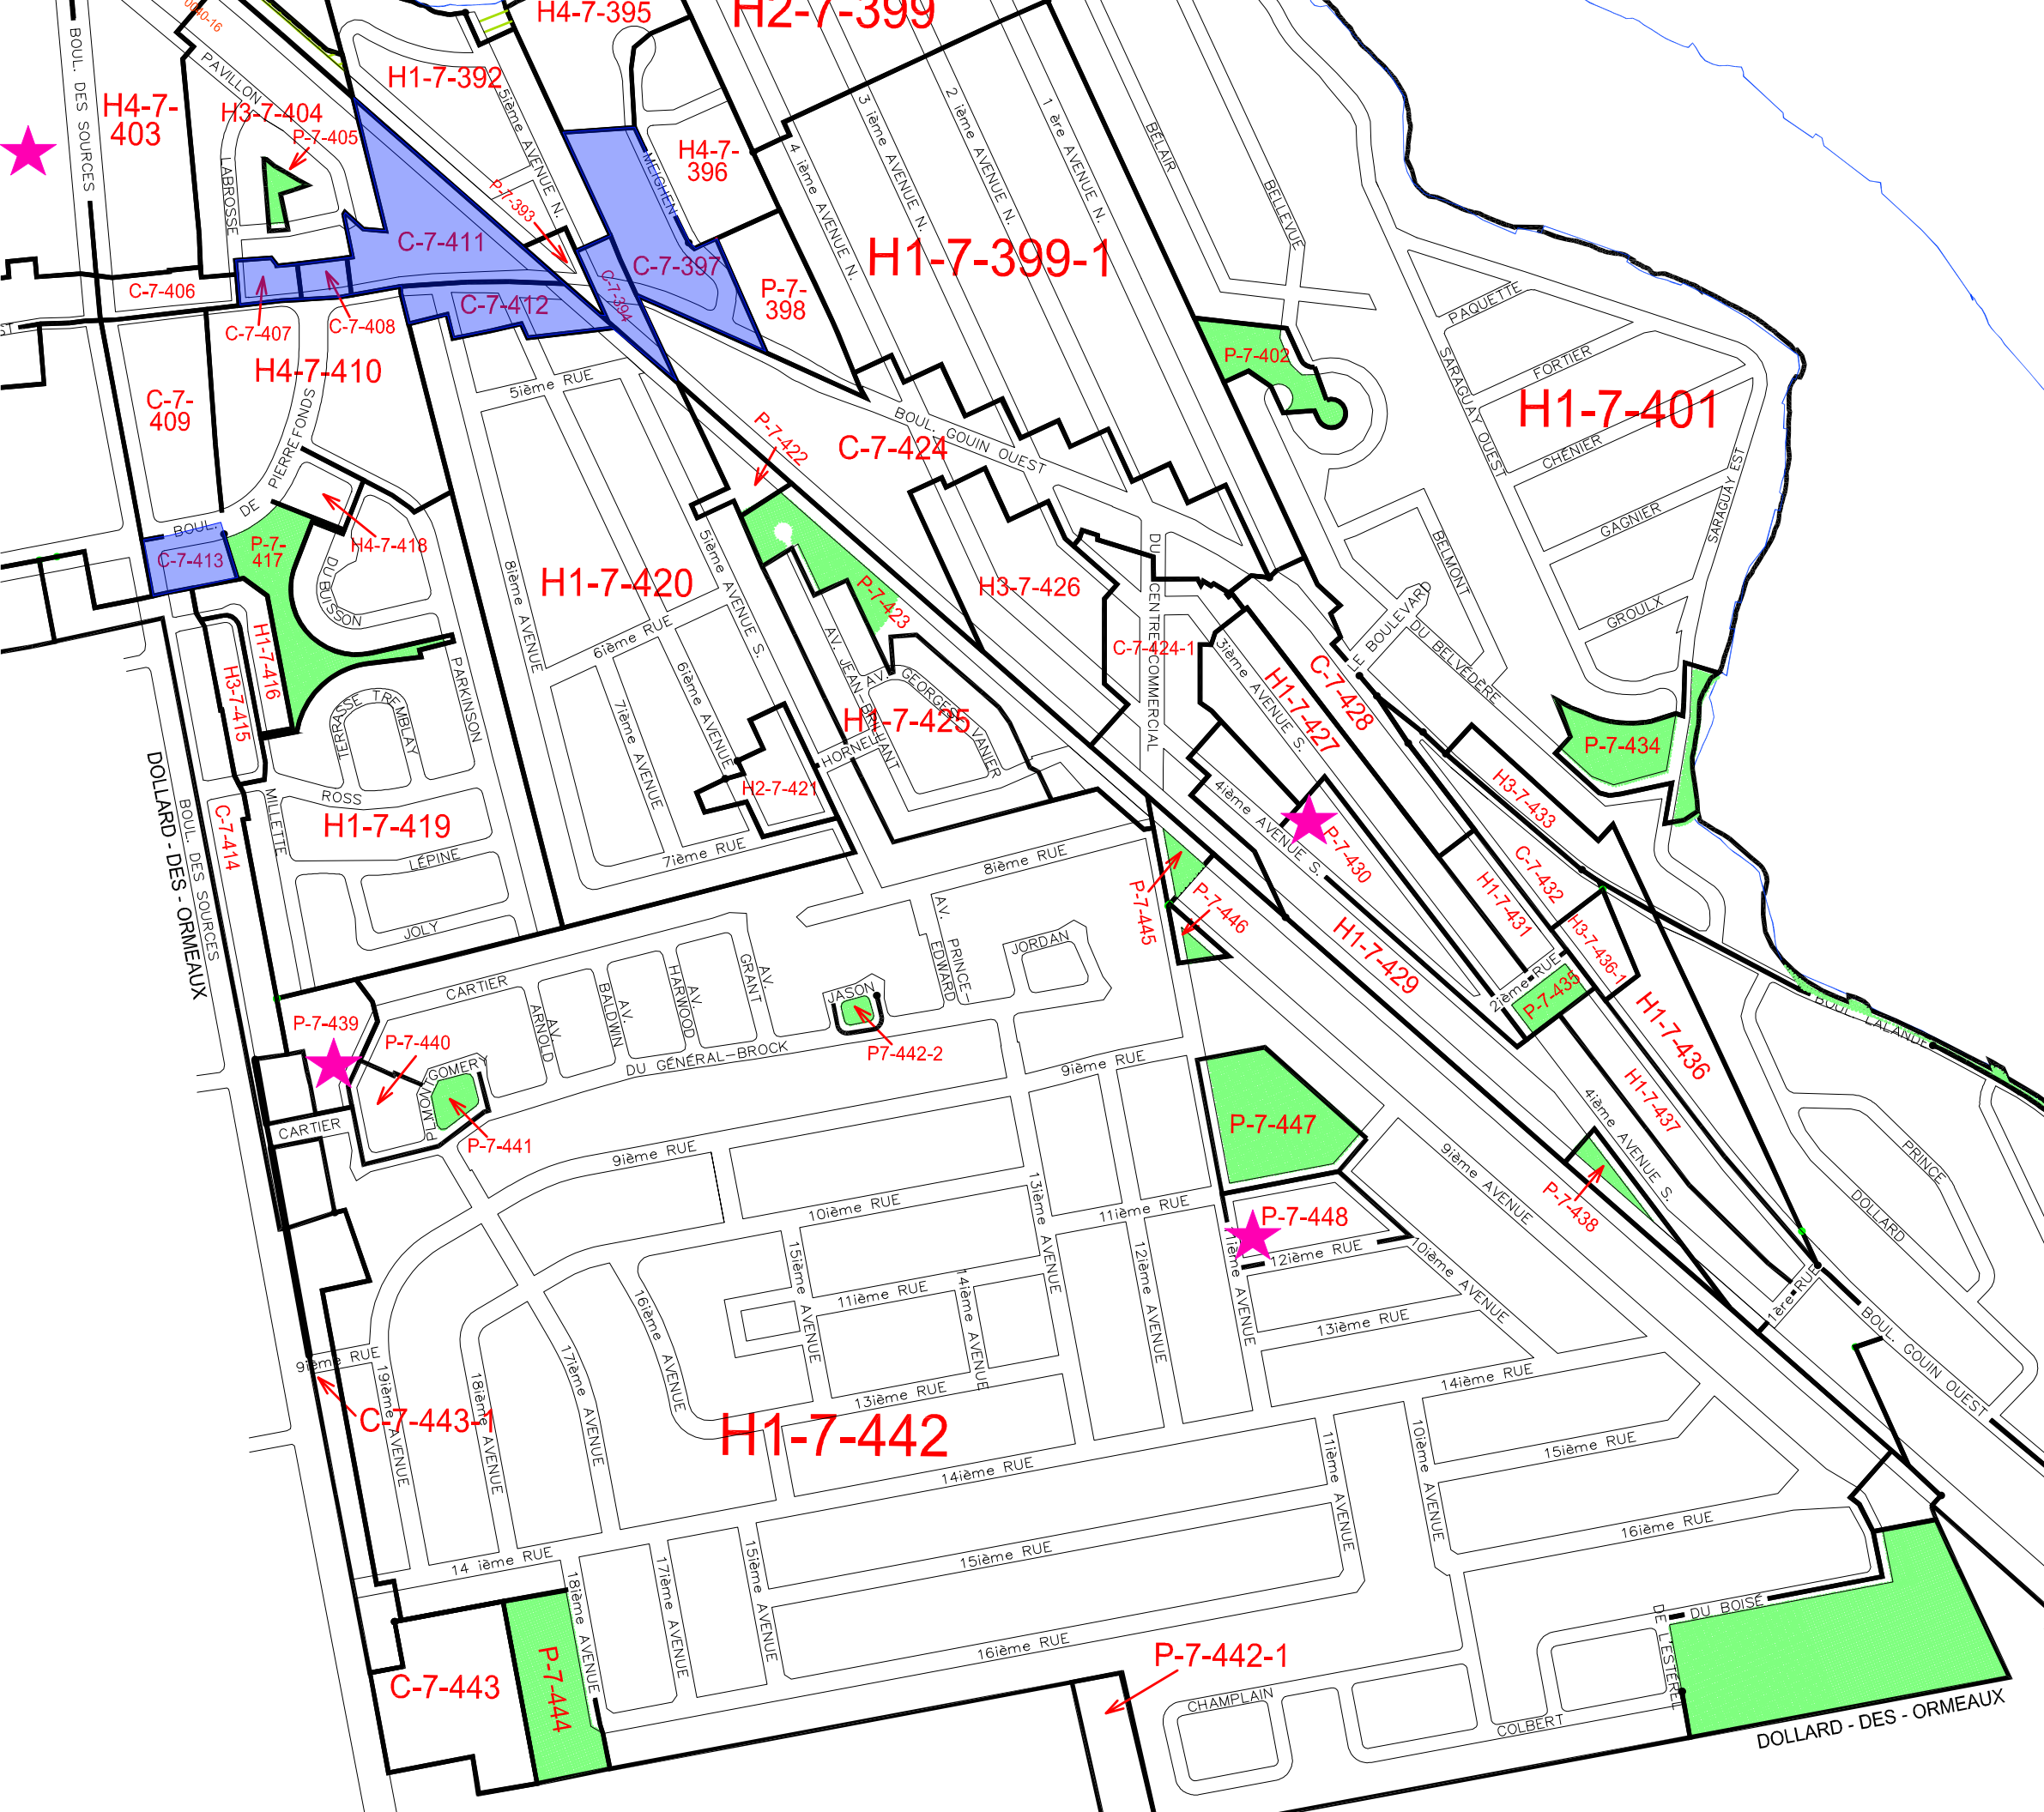 0040-16
BOUL. DES SOURCES
PAVILLON
H4-7-395
H2-7-399
H1-7-392
5ième AVENUE N.
H4-7-
403
H3-7-404
P-7-405
LABROSSE
P-7-393
MEIGHEN
H4-7-
396
4 ième AVENUE N.
3 ième AVENUE N.
2 ième AVENUE N.
1 ère AVENUE N.
BÉLAIR
BELLEVUE
C-7-411
C-7-397
C-7-394
H1-7-399-1
P-7-
398
C-7-406
C-7-407
C-7-408
C-7-412
ST
PAQUETTE
FORTIER
SARAGUAY OUEST
H1-7-401
CHÉNIER
GAGNIER
SARAGUAY EST
GROULX
P-7-402
H4-7-410
C-7-
409
5ième RUE
BOUL. GOUIN OUEST
C-7-424
P-7-422
BOUL. DE PIERREFONDS
H4-7-418
C-7-413
P-7-
417
DU BUISSON
8ième AVENUE
H1-7-420
5ième AVENUE S.
P-7-423
H3-7-426
C-7-424-1
DU CENTRE COMMERCIAL
BELMONT
LE BOULEVARD
DU BELVÉDÈRE
H1-7-416
H3-7-415
PARKINSON
TERRASSE TREMBLAY
6ième RUE
6ième AVENUE
7ième AVENUE
AV. JEAN-BRILLANT
AV. GEORGES VANIER
H1-7-425
HORNELL
H2-7-421
3ième AVENUE S.
H1-7-427
C-7-428
P-7-434
H3-7-433
DOLLARD - DES - ORMEAUX
BOUL. DES SOURCES
C-7-414
MILLETTE
ROSS
H1-7-419
LÉPINE
JOLY
7ième RUE
8ième RUE
4ième AVENUE S.
P-7-430
C-7-432
H1-7-431
H3-7-436-1
P-7-445
P-7-446
H1-7-429
2ième RUE
P-7-435
H1-7-436
BOUL. LALANDE
CARTIER
AV. ARNOLD
AV. BALDWIN
AV. HARWOOD
AV. GRANT
AV. PRINCE-EDWARD
JORDAN
JASON
P7-442-2
P-7-439
P-7-440
MONTGOMERY
P-7-441
CARTIER
DU GÉNÉRAL-BROCK
9ième RUE
P-7-447
H1-7-437
4ième AVENUE S.
P-7-438
PRINCE
DOLLARD
9ième RUE
10ième RUE
13ième AVENUE
11ième RUE
P-7-448
12ième RUE
11ième AVENUE
12ième AVENUE
9ième AVENUE
10ième AVENUE
15ième AVENUE
14ième AVENUE
11ième RUE
16ième AVENUE
17ième AVENUE
13ième RUE
13ième RUE
1ère RUE
BOUL. GOUIN OUEST
9ième RUE
19ième AVENUE
18ième AVENUE
C-7-443-1
H1-7-442
14ième RUE
14ième RUE
15ième RUE
11ième AVENUE
10ième AVENUE
16ième RUE
14 ième RUE
18ième AVENUE
17ième AVENUE
15ième AVENUE
15ième RUE
16ième RUE
C-7-443
P-7-444
P-7-442-1
CHAMPLAIN
COLBERT
DE L'ESTÉREL
DU BOISÉ
DOLLARD - DES - ORMEAUX